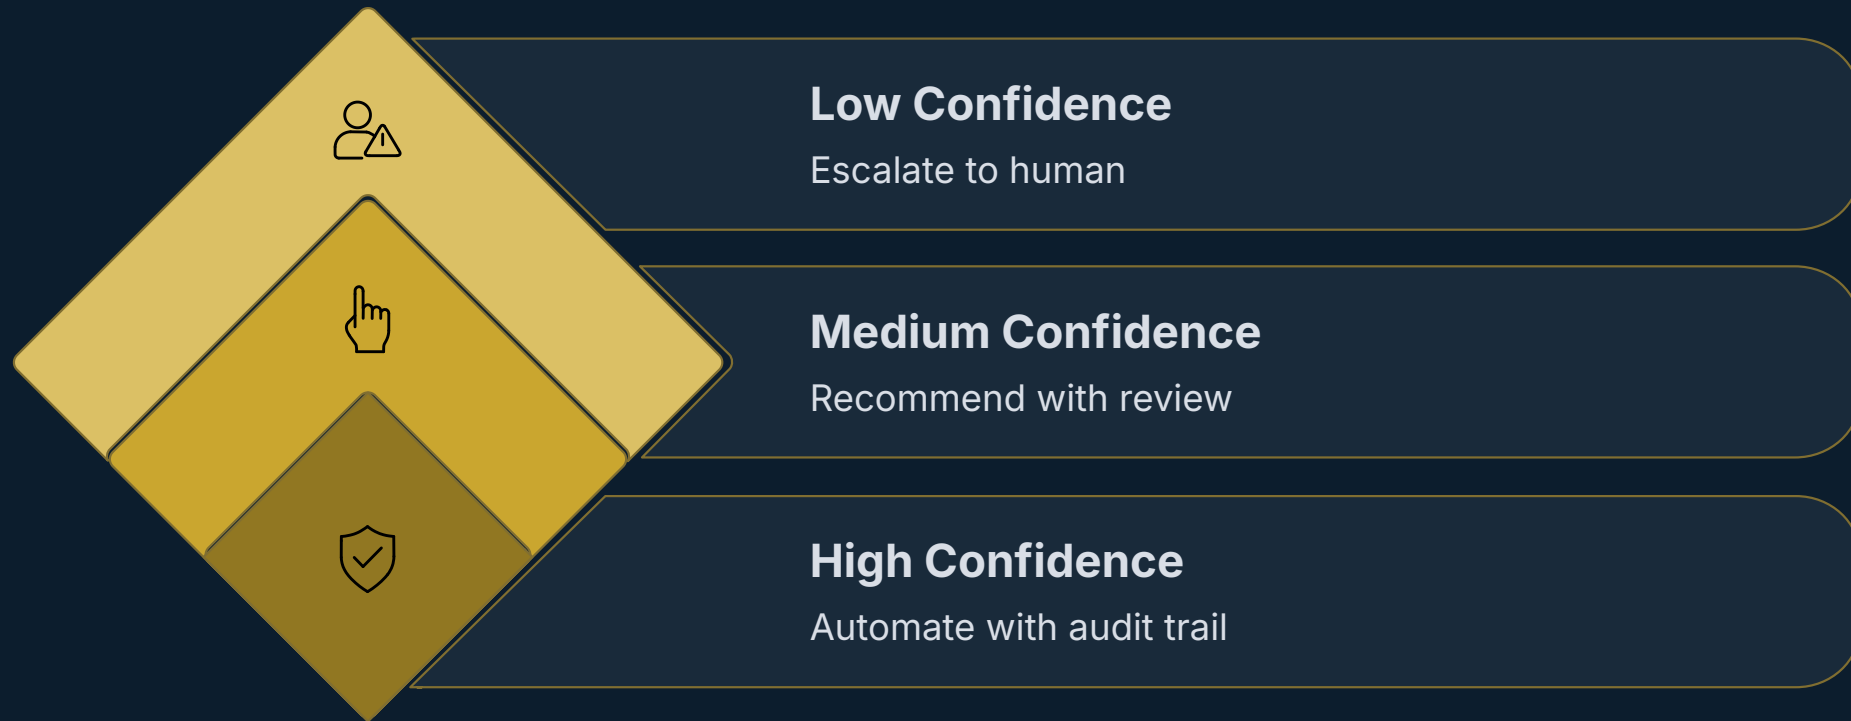 Low Confidence
Escalate to human
Medium Confidence
Recommend with review
High Confidence
Automate with audit trail